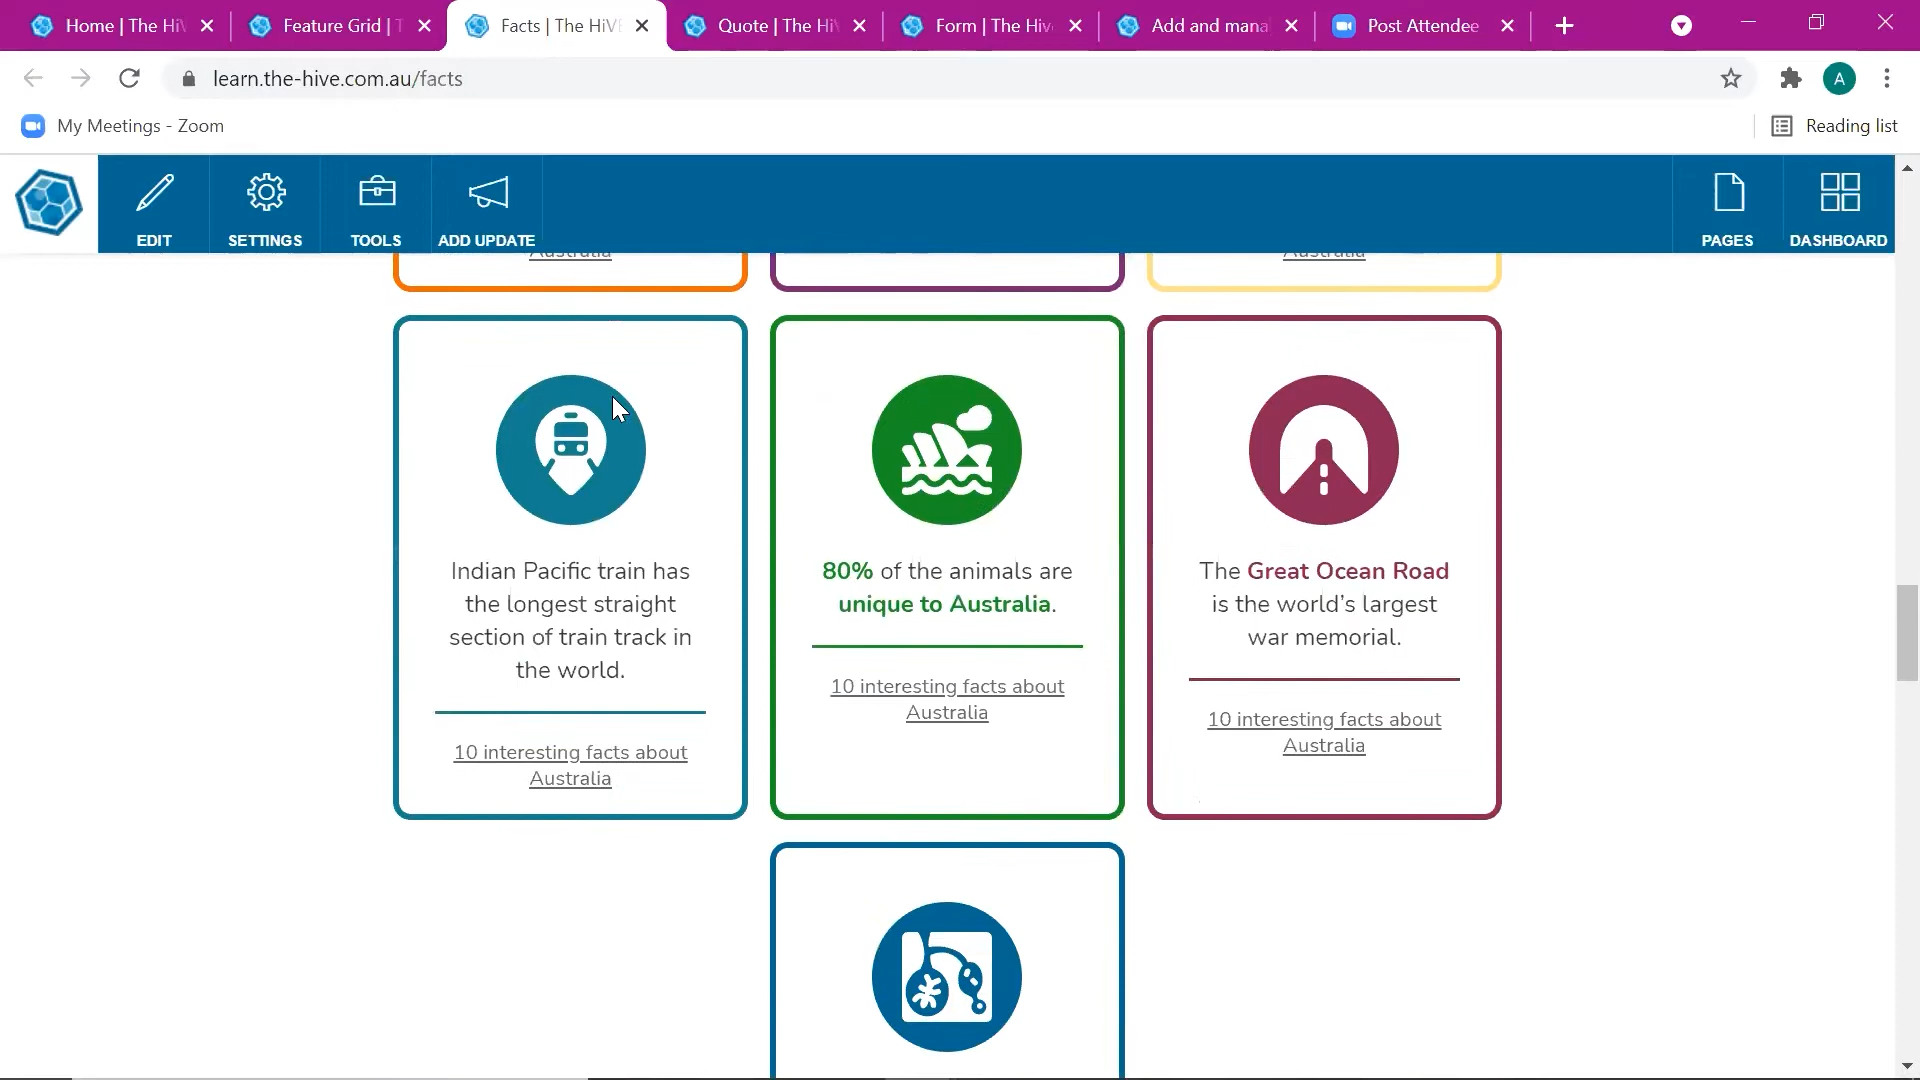 Home | The Hi
Feature Grid | T
Facts | The HiVE
Quote | The Hi
Form | The Hiv
Add and mana
Post Attendee
learn.the-hive.com.au/facts
A
My Meetings - Zoom
Reading list
EDIT
SETTINGS
TOOLS
ADD UPDATE
PAGES
DASHBOARD
Australia
Australia
Indian Pacific train has
the longest straight
section of train track in
the world.
10 interesting facts about
Australia
80% of the animals are
unique to Australia.
10 interesting facts about
Australia
The Great Ocean Road
is the world's largest
war memorial.
10 interesting facts about
Australia